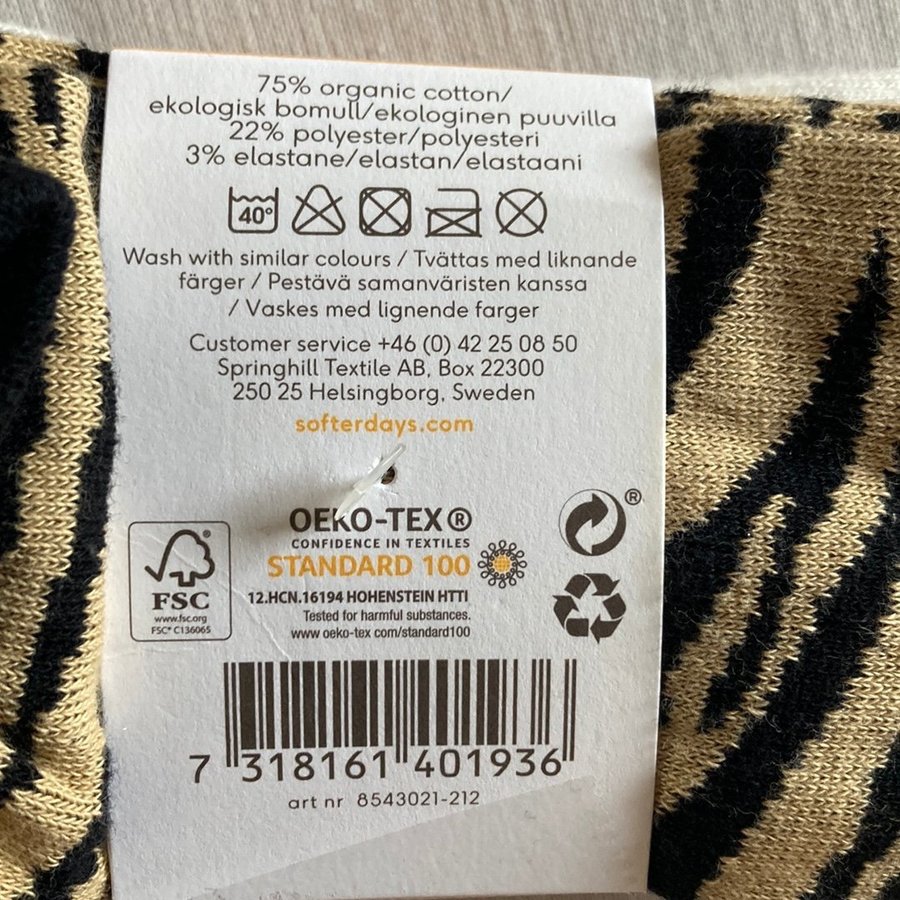 75% organic cotton/
ekologisk bomull/ekologinen puuvilla
22% polyester/polyesteri
3% elastane/elastan/elastaani
40°
Wash with similar colours / Tvättas med liknande
färger / Pestävä samanväristen kanssa
/ Vaskes med lignende farger
Customer service +46 (0) 42 25 08 50
Springhill Textile AB, Box 22300
250 25 Helsingborg, Sweden
softerdays.com
OEKO-TEX®
CONFIDENCE IN TEXTILES
STANDARD 100
12.HCN.16194 HOHENSTEIN HTTI
Tested for harmful substances.
www.oeko-tex.com/standard100
®
FSC
www.fsc.org
FSC® C136065
7 318161 401936
art nr 8543021-212